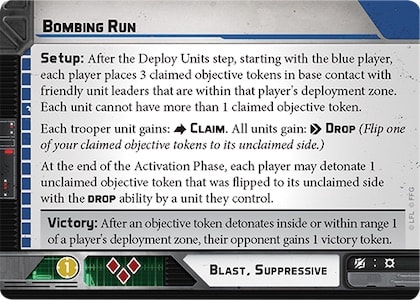 Bombing Run
Setup: After the Deploy Units step, starting with the blue player,
each player places 3 claimed objective tokens in base contact with
friendly unit leaders that are within that player's deployment zone.
Each unit cannot have more than 1 claimed objective token.
Each trooper unit gains: Claim. All units gain: Drop (Flip
one of your claimed objective tokens to its unclaimed side.)
At the end of the Activation Phase, each player may detonate 1
unclaimed objective token that was flipped to its unclaimed side
with the DROP ability by a unit they control.
Victory: After an objective token detonates inside or within range 1
of a player's deployment zone, their opponent gains 1 victory token.
1
Blast, Suppressive
© LFL © FFG